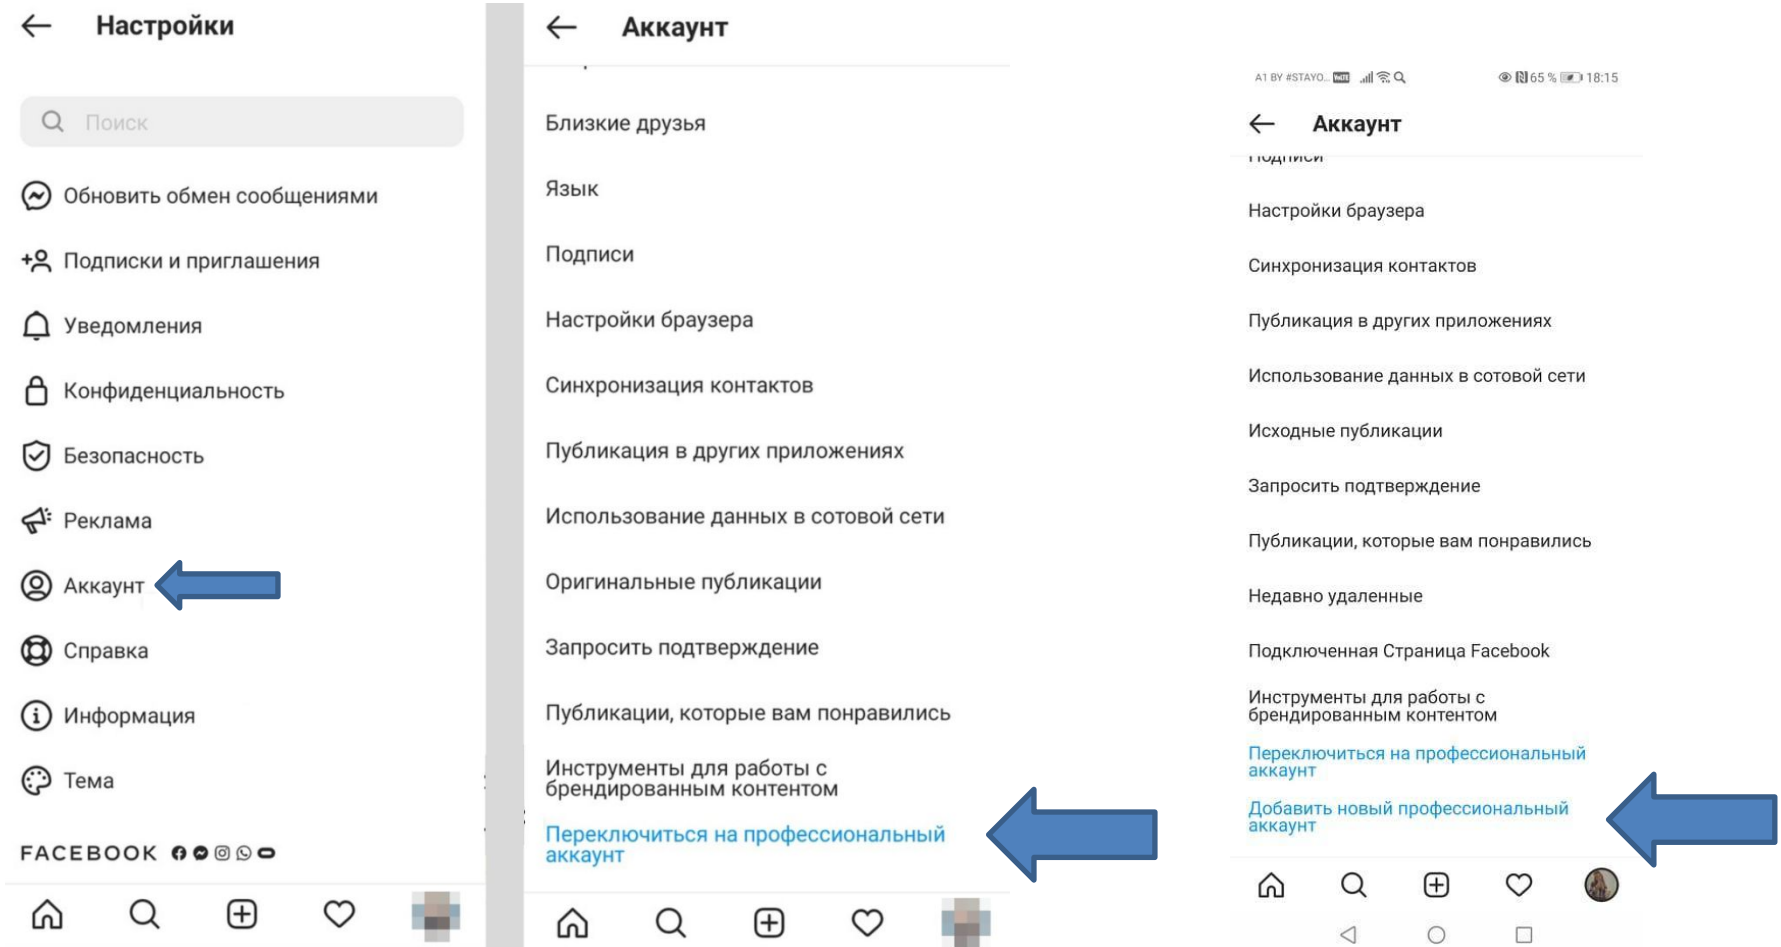 Настройки
Поиск
Обновить обмен сообщениями
Подписки и приглашения
Уведомления
Конфиденциальность
Безопасность
Реклама
Аккаунт
Справка
Информация
Тема
FACEBOOK
Аккаунт
Близкие друзья
Язык
Подписи
Настройки браузера
Синхронизация контактов
Публикация в других приложениях
Использование данных в сотовой сети
Оригинальные публикации
Запросить подтверждение
Публикации, которые вам понравились
Инструменты для работы с
брендированным контентом
Переключиться на профессиональный
аккаунт
A1 BY #STAYO... VoLTE 65 % 18:15
Аккаунт
Подписи
Настройки браузера
Синхронизация контактов
Публикация в других приложениях
Использование данных в сотовой сети
Исходные публикации
Запросить подтверждение
Публикации, которые вам понравились
Недавно удаленные
Подключенная Страница Facebook
Инструменты для работы с
брендированным контентом
Переключиться на профессиональный
аккаунт
Добавить новый профессиональный
аккаунт